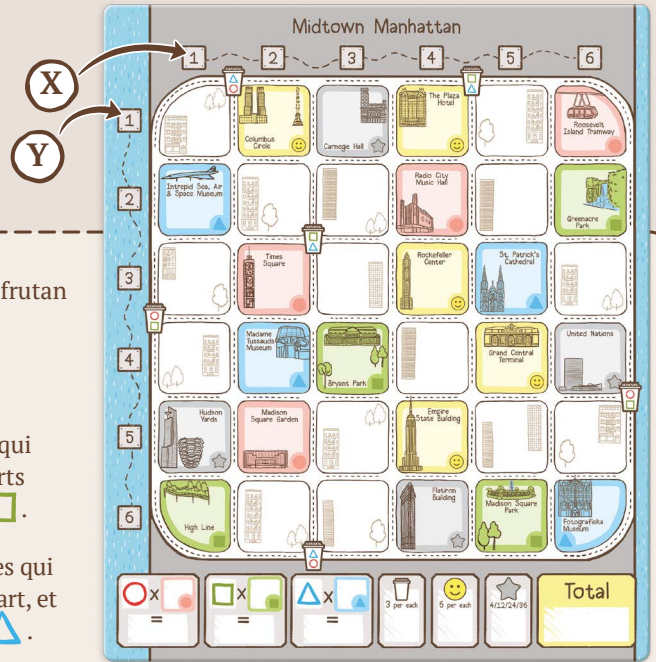 Midtown Manhattan
X
1 2 3 4 5 6
Y
1
Columbus
Circle
Carnegie Hall
The Plaza
Hotel
Roosevelt
Island Tramway
2
Intrepid Sea, Air
& Space Museum
Radio City
Music Hall
Greenacre
Park
frutan
3
Times
Square
Rockefeller
Center
St. Patrick's
Cathedral
4
Madame
Tussauds
Museum
Bryant Park
Grand Central
Terminal
United Nations
qui
rts
.
5
Hudson
Yards
Madison
Square Garden
Empire
State Building
6
High Line
Flatiron
Building
Madison Square
Park
Fotografiska
Museum
es qui
art, et
.
x
=
x
=
x
=
3 per each
6 per each
4/12/24/36
Total